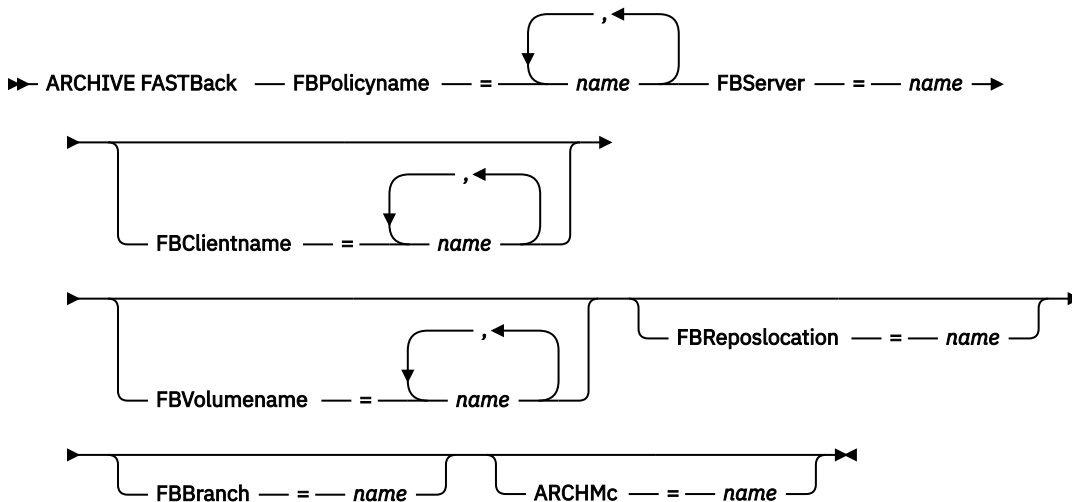 ,
ARCHIVE FASTBack FBPolicyname = name FBServer = name
,
FBClientname = name
,
FBReposlocation = name
FBVolumename = name
FBBranch = name ARCHMc = name